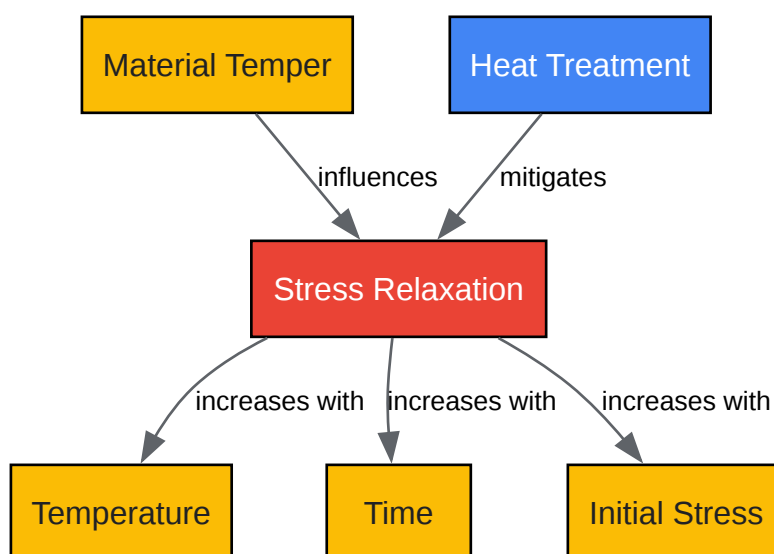 Material Temper
Heat Treatment
influences
mitigates
Stress Relaxation
increases with
increases with
increases with
Temperature
Time
Initial Stress